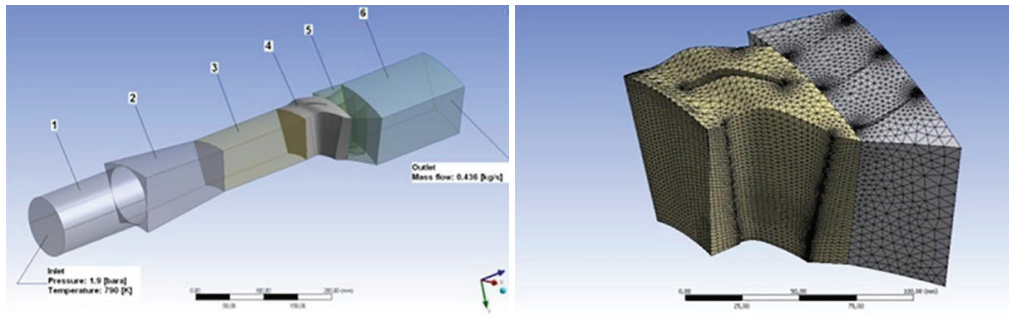 6
5
4
3
2
1
Outlet
Mass flow: 0.436 [kg/s]
Inlet
Pressure: 1.9 [bara]
Temperature: 790 [K]
0.00 100.00 200.00 (mm)
50.00 150.00
0.00 50.00 100.00 (mm)
25.00 75.00